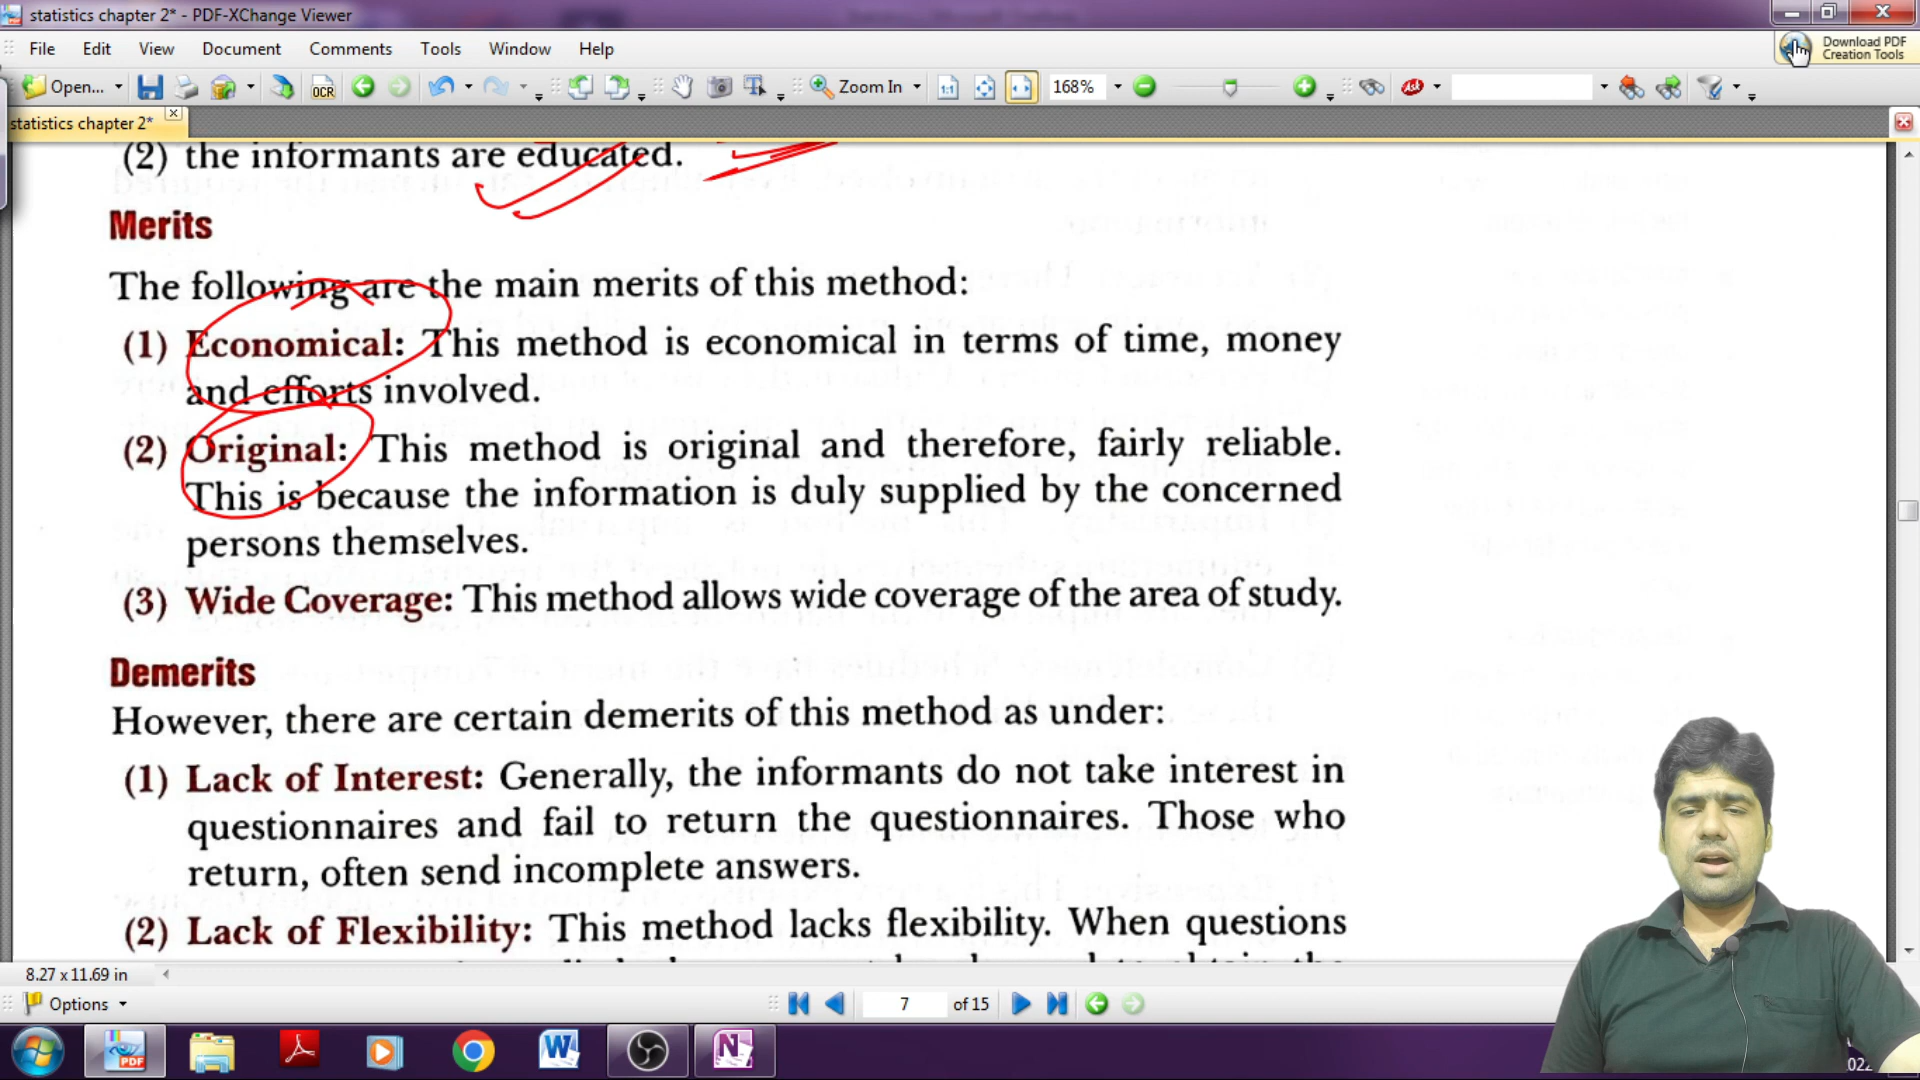 statistics chapter 2* - PDF-XChange Viewer
File Edit View Document Comments Tools Window Help
Download PDF
Creation Tools
Open... OCR Zoom In 1:1 168%
statistics chapter 2*
(2) the informants are educated.
Merits
The following are the main merits of this method:
(1) Economical: This method is economical in terms of time, money
and efforts involved.
(2) Original: This method is original and therefore, fairly reliable.
This is because the information is duly supplied by the concerned
persons themselves.
(3) Wide Coverage: This method allows wide coverage of the area of study.
Demerits
However, there are certain demerits of this method as under:
(1) Lack of Interest: Generally, the informants do not take interest in
questionnaires and fail to return the questionnaires. Those who
return, often send incomplete answers.
(2) Lack of Flexibility: This method lacks flexibility. When questions
8.27 x 11.69 in
Options 7 of 15
PDF W N